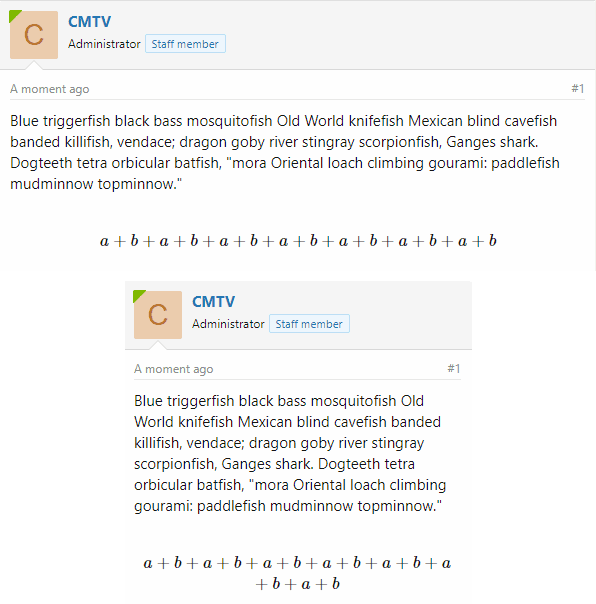 C
CMTV
Administrator Staff member
A moment ago #1
Blue triggerfish black bass mosquitofish Old World knifefish Mexican blind cavefish
banded killifish, vendace; dragon goby river stingray scorpionfish, Ganges shark.
Dogteeth tetra orbicular batfish, "mora Oriental loach climbing gourami: paddlefish
mudminnow topminnow."
a + b + a + b + a + b + a + b + a + b + a + b + a + b
C
CMTV
Administrator Staff member
A moment ago #1
Blue triggerfish black bass mosquitofish Old
World knifefish Mexican blind cavefish banded
killifish, vendace; dragon goby river stingray
scorpionfish, Ganges shark. Dogteeth tetra
orbicular batfish, "mora Oriental loach climbing
gourami: paddlefish mudminnow topminnow."
a + b + a + b + a + b + a + b + a + b + a
+ b + a + b